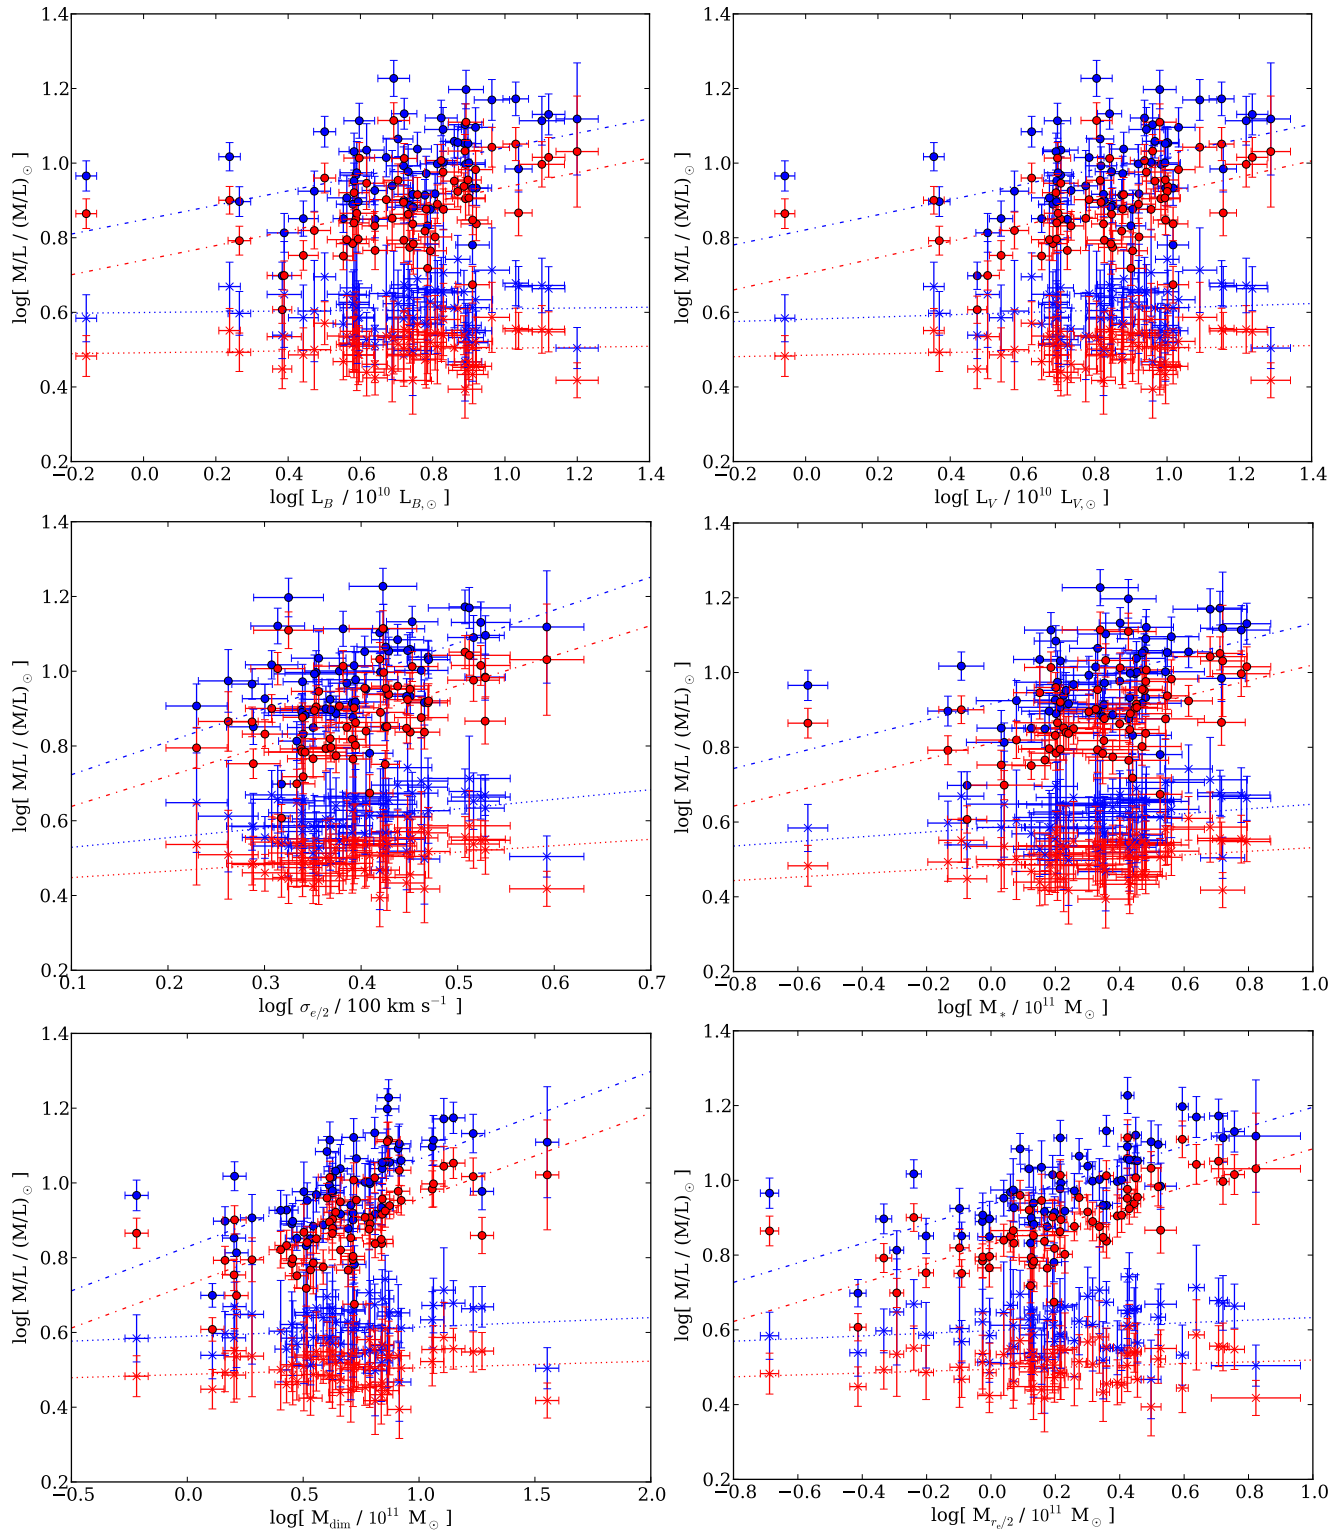 1.4
1.2
1.0
0.8
0.6
0.4
0.2
log[ M/L / (M/L)⊙ ]
−0.2 0.0 0.2 0.4 0.6 0.8 1.0 1.2 1.4
log[ L_B / 10^10 L_B,⊙ ]
1.4
1.2
1.0
0.8
0.6
0.4
0.2
log[ M/L / (M/L)⊙ ]
−0.2 0.0 0.2 0.4 0.6 0.8 1.0 1.2 1.4
log[ L_V / 10^10 L_V,⊙ ]
1.4
1.2
1.0
0.8
0.6
0.4
0.2
log[ M/L / (M/L)⊙ ]
0.1 0.2 0.3 0.4 0.5 0.6 0.7
log[ σ_e/2 / 100 km s^−1 ]
1.4
1.2
1.0
0.8
0.6
0.4
0.2
log[ M/L / (M/L)⊙ ]
−0.8 −0.6 −0.4 −0.2 0.0 0.2 0.4 0.6 0.8 1.0
log[ M_* / 10^11 M⊙ ]
1.4
1.2
1.0
0.8
0.6
0.4
0.2
log[ M/L / (M/L)⊙ ]
−0.5 0.0 0.5 1.0 1.5 2.0
log[ M_dim / 10^11 M⊙ ]
1.4
1.2
1.0
0.8
0.6
0.4
0.2
log[ M/L / (M/L)⊙ ]
−0.8 −0.6 −0.4 −0.2 0.0 0.2 0.4 0.6 0.8 1.0
log[ M_r_e/2 / 10^11 M⊙ ]